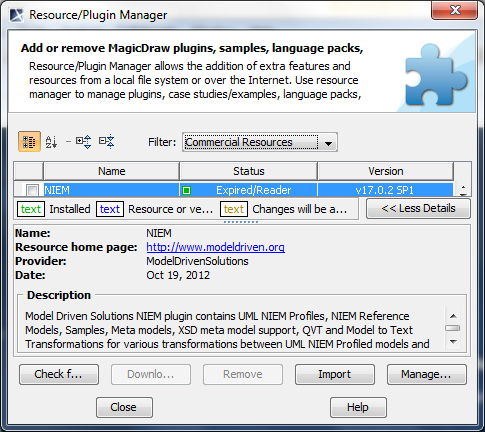 Resource/Plugin Manager
Add or remove MagicDraw plugins, samples, language packs,
Resource/Plugin Manager allows the addition of extra features and
resources from a local file system or over the Internet. Use resource
manager to manage plugins, case studies/examples, language packs,
Filter: Commercial Resources
Name Status Version
NIEM Expired/Reader v17.0.2 SP1
text Installed text Resource or ve... text Changes will be a... << Less Details
Name: NIEM
Resource home page: http://www.modeldriven.org
Provider: ModelDrivenSolutions
Date: Oct 19, 2012
Description
Model Driven Solutions NIEM plugin contains UML NIEM Profiles, NIEM Reference
Models, Samples, Meta models, XSD meta model support, QVT and Model to Text
Transformations for various transformations between UML NIEM Profiled models and
Check f... Downlo... Remove Import Manage...
Close Help